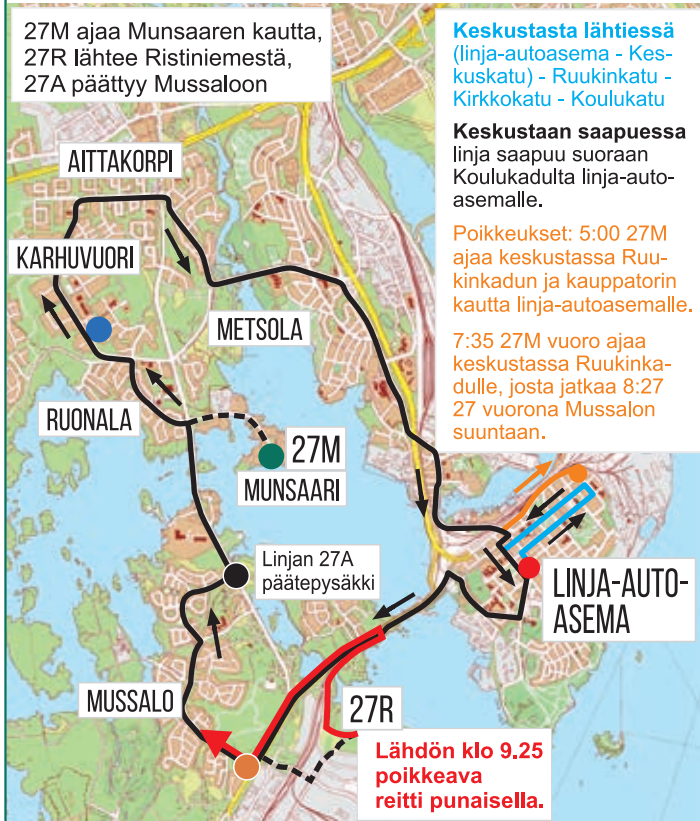 27M ajaa Munsaaren kautta,
27R lähtee Ristiniemestä,
27A päättyy Mussaloon
Keskustasta lähtiessä
(linja-autoasema - Kes-
kuskatu) - Ruukinkatu -
Kirkkokatu - Koulukatu
Keskustaan saapuessa
linja saapuu suoraan
Koulukadulta linja-auto-
asemalle.
Poikkeukset: 5:00 27M
ajaa keskustassa Ruu-
kinkadun ja kauppatorin
kautta linja-autoasemalle.
7:35 27M vuoro ajaa
keskustassa Ruukinka-
dulle, josta jatkaa 8:27
27 vuorona Mussalon
suuntaan.
AITTAKORPI
KARHUVUORI
METSOLA
RUONALA
27M
MUNSAARI
Linjan 27A
päätepysäkki
LINJA-AUTO-
ASEMA
MUSSALO
27R
Lähdön klo 9.25
poikkeava
reitti punaisella.